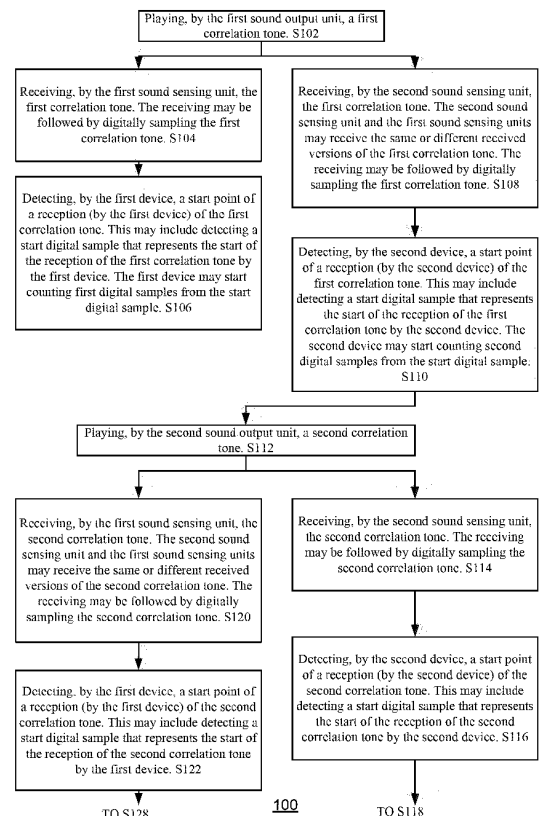 Playing, by the first sound output unit, a first
correlation tone. S102
Receiving, by the first sound sensing unit, the
first correlation tone. The receiving may be
followed by digitally sampling the first
correlation tone. S104
Receiving, by the second sound sensing unit,
the first correlation tone. The second sound
sensing unit and the first sound sensing units
may receive the same or different received
versions of the first correlation tone. The
receiving may be followed by digitally
sampling the first correlation tone. S108
Detecting, by the first device, a start point of
a reception (by the first device) of the first
correlation tone. This may include detecting a
start digital sample that represents the start of
the reception of the first correlation tone by
the first device. The first device may start
counting first digital samples from the start
digital sample. S106
Detecting, by the second device, a start point
of a reception (by the second device) of the
first correlation tone. This may include
detecting a start digital sample that represents
the start of the reception of the first
correlation tone by the second device. The
second device may start counting second
digital samples from the start digital sample.
S110
Playing, by the second sound output unit, a second correlation
tone. S112
Receiving, by the first sound sensing unit, the
second correlation tone. The second sound
sensing unit and the first sound sensing units
may receive the same or different received
versions of the second correlation tone. The
receiving may be followed by digitally
sampling the second correlation tone. S120
Receiving, by the second sound sensing unit,
the second correlation tone. The receiving
may be followed by digitally sampling the
second correlation tone. S114
Detecting, by the first device, a start point of
a reception (by the first device) of the second
correlation tone. This may include detecting a
start digital sample that represents the start of
the reception of the second correlation tone
by the first device. S122
Detecting, by the second device, a start point
of a reception (by the second device) of the
second correlation tone. This may include
detecting a start digital sample that represents
the start of the reception of the second
correlation tone by the second device. S116
TO S128
100
TO S118